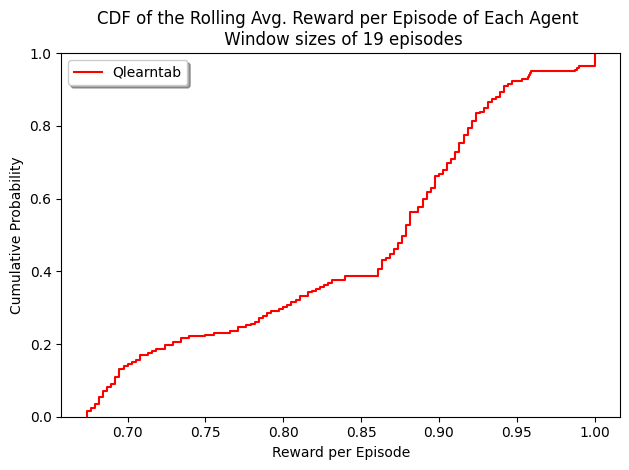 CDF of the Rolling Avg. Reward per Episode of Each Agent
Window sizes of 19 episodes
Qlearntab
Cumulative Probability
1.0
0.8
0.6
0.4
0.2
0.0
0.70 0.75 0.80 0.85 0.90 0.95 1.00
Reward per Episode